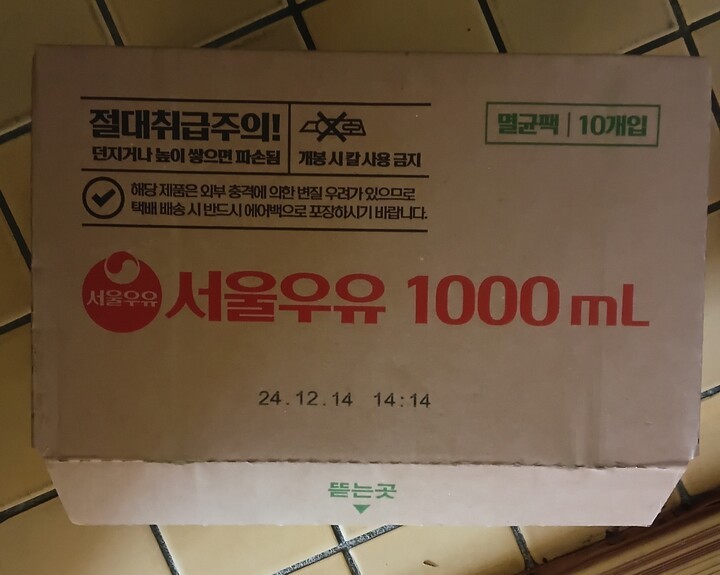 절대취급주의!
던지거나 높이 쌓으면 파손됨
개봉 시 칼 사용 금지
멸균팩 | 10개입
해당 제품은 외부 충격에 의한 변질 우려가 있으므로
택배 배송 시 반드시 에어백으로 포장하시기 바랍니다.
서울우유
서울우유 1000 mL
24.12.14 14:14
뜯는곳